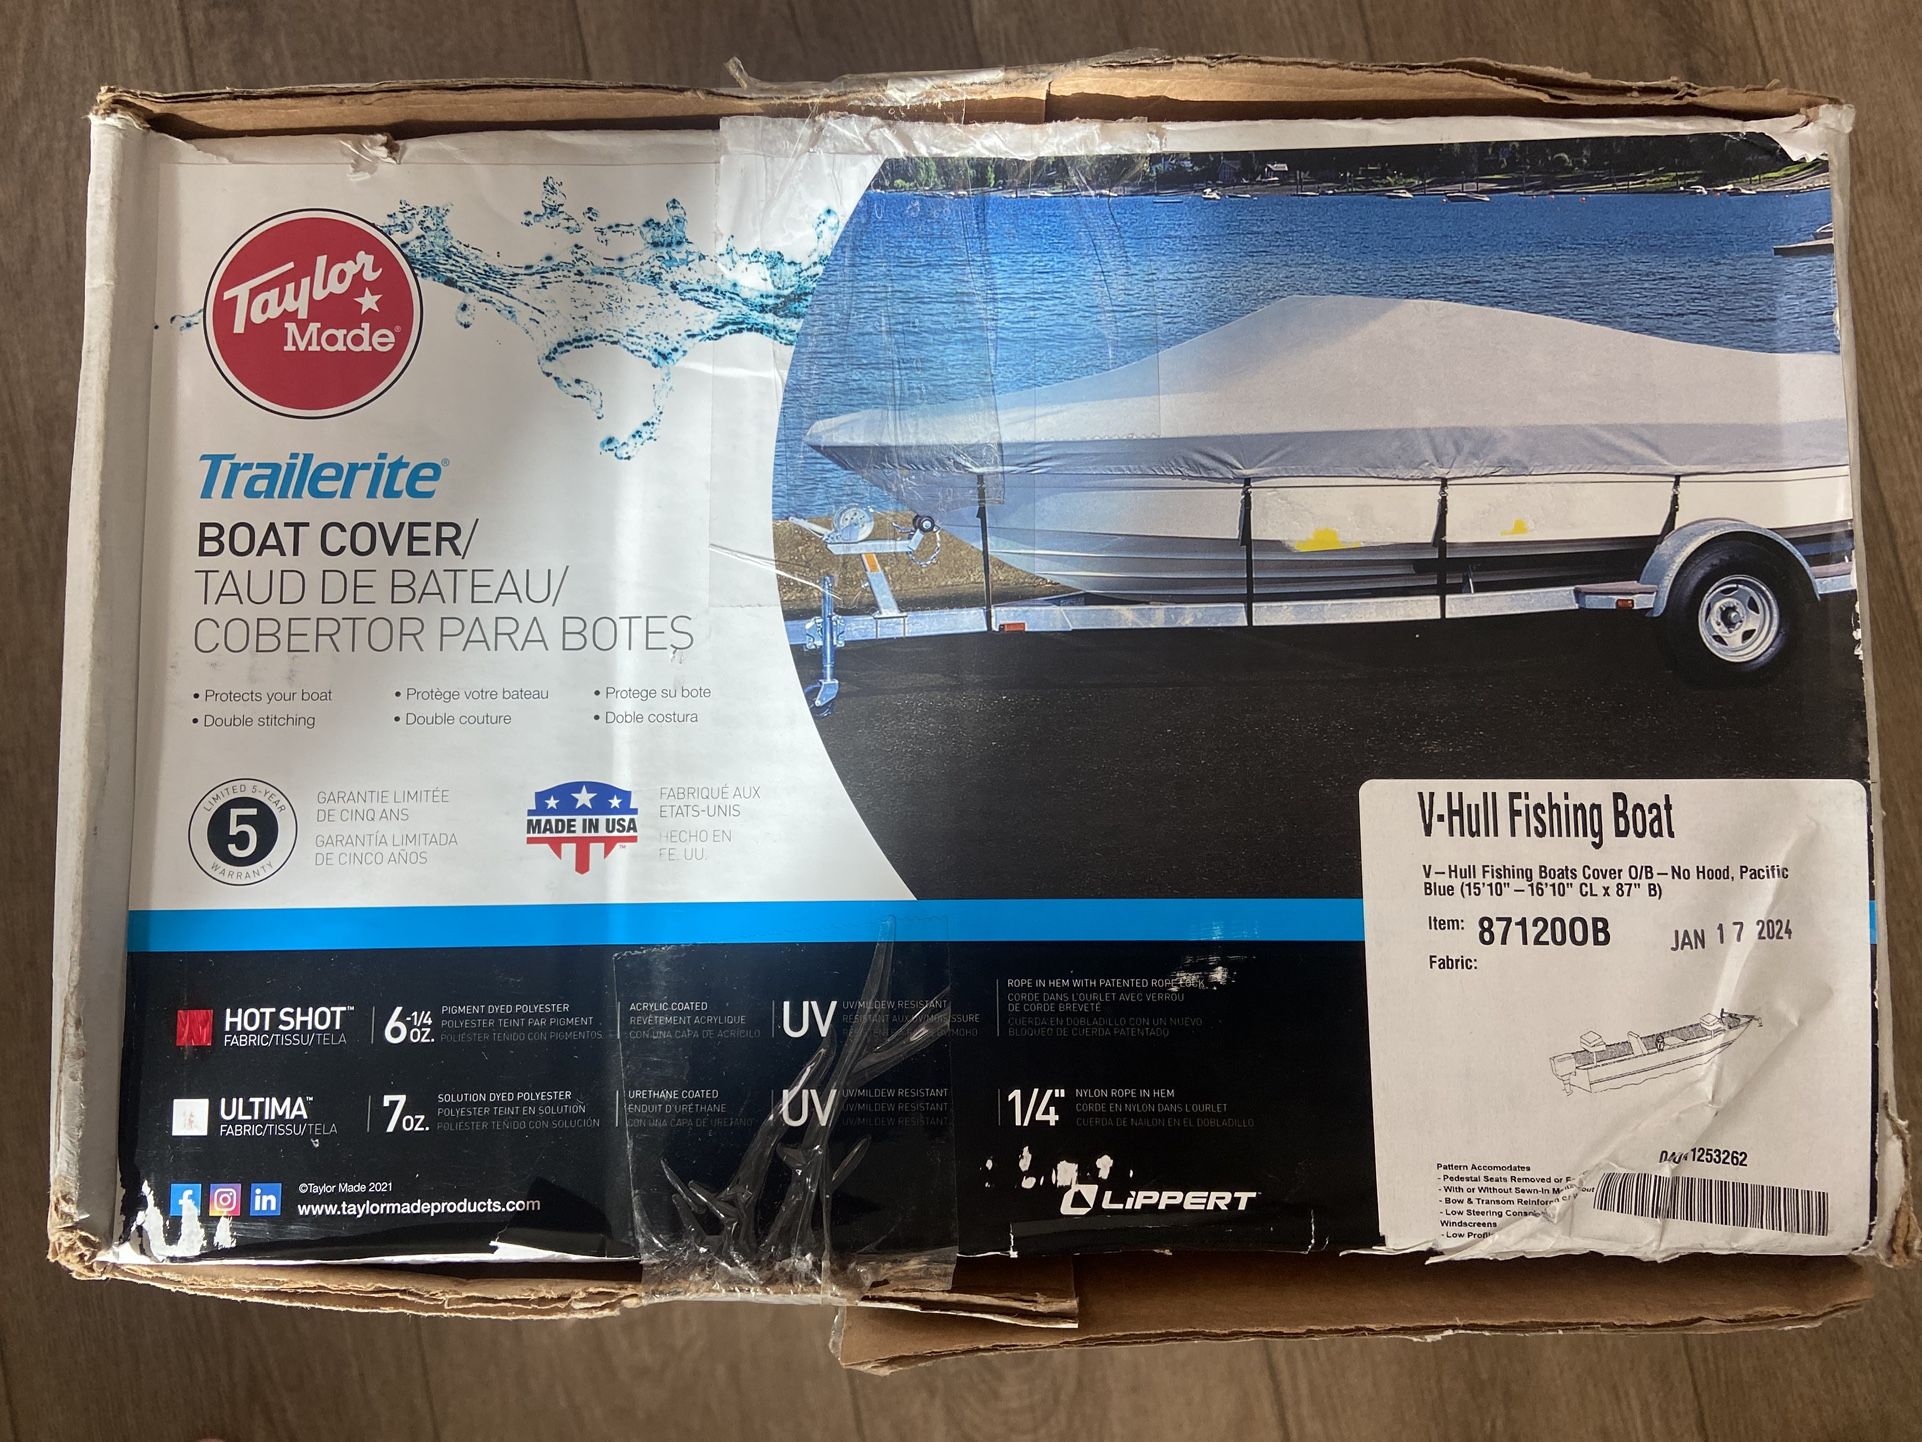 Taylor
Made®
Trailerite®
BOAT COVER/
TAUD DE BATEAU/
COBERTOR PARA BOTES
• Protects your boat
• Double stitching
• Protège votre bateau
• Double couture
• Protege su bote
• Doble costura
LIMITED 5-YEAR
5
WARRANTY
GARANTIE LIMITÉE
DE CINQ ANS
GARANTÍA LIMITADA
DE CINCO AÑOS
MADE IN USA
™
FABRIQUÉ AUX
ETATS-UNIS
HECHO EN
EE. UU.
HOT SHOT™
FABRIC/TISSU/TELA
6-1/4
OZ.
PIGMENT DYED POLYESTER
POLYESTER TEINT PAR PIGMENT
POLIÉSTER TEÑIDO CON PIGMENTOS
ACRYLIC COATED
REVÊTEMENT ACRYLIQUE
CON UNA CAPA DE ACRÍCILO
UV
UV/MILDEW RESISTANT
ROPE IN HEM WITH PATENTED ROPE LOCK
CORDE DANS L'OURLET AVEC VERROU
DE CORDE BREVETÉ
CUERDA EN DOBLADILLO CON UN NUEVO
BLOQUEO DE CUERDA PATENTADO
ULTIMA™
FABRIC/TISSU/TELA
7OZ.
SOLUTION DYED POLYESTER
POLYESTER TEINT EN SOLUTION
POLIÉSTER TEÑIDO CON SOLUCIÓN
URETHANE COATED
ENDUIT D'URÉTHANE
CON UNA CAPA DE URETANO
UV
UV/MILDEW RESISTANT
UV/MILDEW RESISTANT
UV/MILDEW RESISTANT
1/4"
NYLON ROPE IN HEM
CORDE EN NYLON DANS L'OURLET
CUERDA DE NAILON EN EL DOBLADILLO
f
in
©Taylor Made 2021
www.taylormadeproducts.com
LIPPERT
V-Hull Fishing Boat
V-Hull Fishing Boats Cover O/B-No Hood, Pacific
Blue (15'10"-16'10" CL x 87" B)
Item: 87120OB
JAN 17 2024
Fabric:
1253262
Pattern Accomodates
- Pedestal Seats Removed or
- With or Without Sewn-In
- Bow & Transom
- Low Steering
Windscreens
- Low